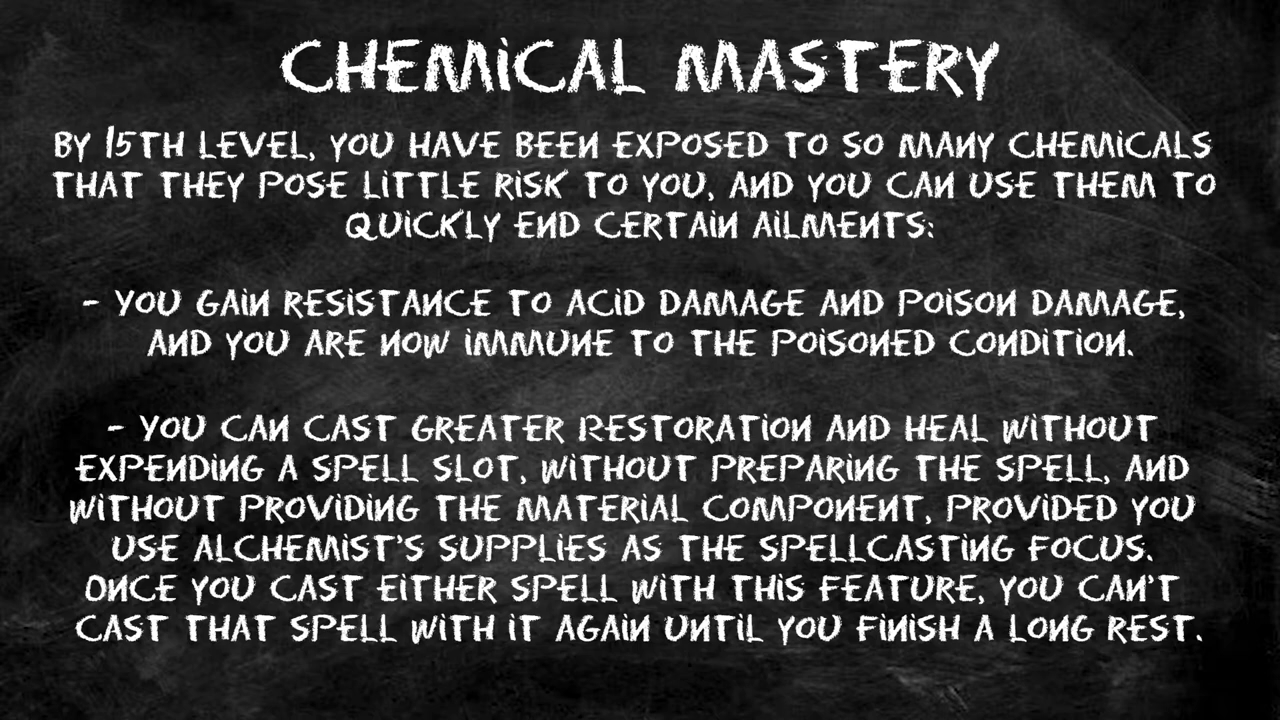 CHEMICAL MASTERY
BY 15TH LEVEL, YOU HAVE BEEN EXPOSED TO SO MANY CHEMICALS
THAT THEY POSE LITTLE RISK TO YOU, AND YOU CAN USE THEM TO
QUICKLY END CERTAIN AILMENTS:
- YOU GAIN RESISTANCE TO ACID DAMAGE AND POISON DAMAGE,
AND YOU ARE NOW IMMUNE TO THE POISONED CONDITION.
- YOU CAN CAST GREATER RESTORATION AND HEAL WITHOUT
EXPENDING A SPELL SLOT, WITHOUT PREPARING THE SPELL, AND
WITHOUT PROVIDING THE MATERIAL COMPONENT, PROVIDED YOU
USE ALCHEMIST'S SUPPLIES AS THE SPELLCASTING FOCUS.
ONCE YOU CAST EITHER SPELL WITH THIS FEATURE, YOU CAN'T
CAST THAT SPELL WITH IT AGAIN UNTIL YOU FINISH A LONG REST.